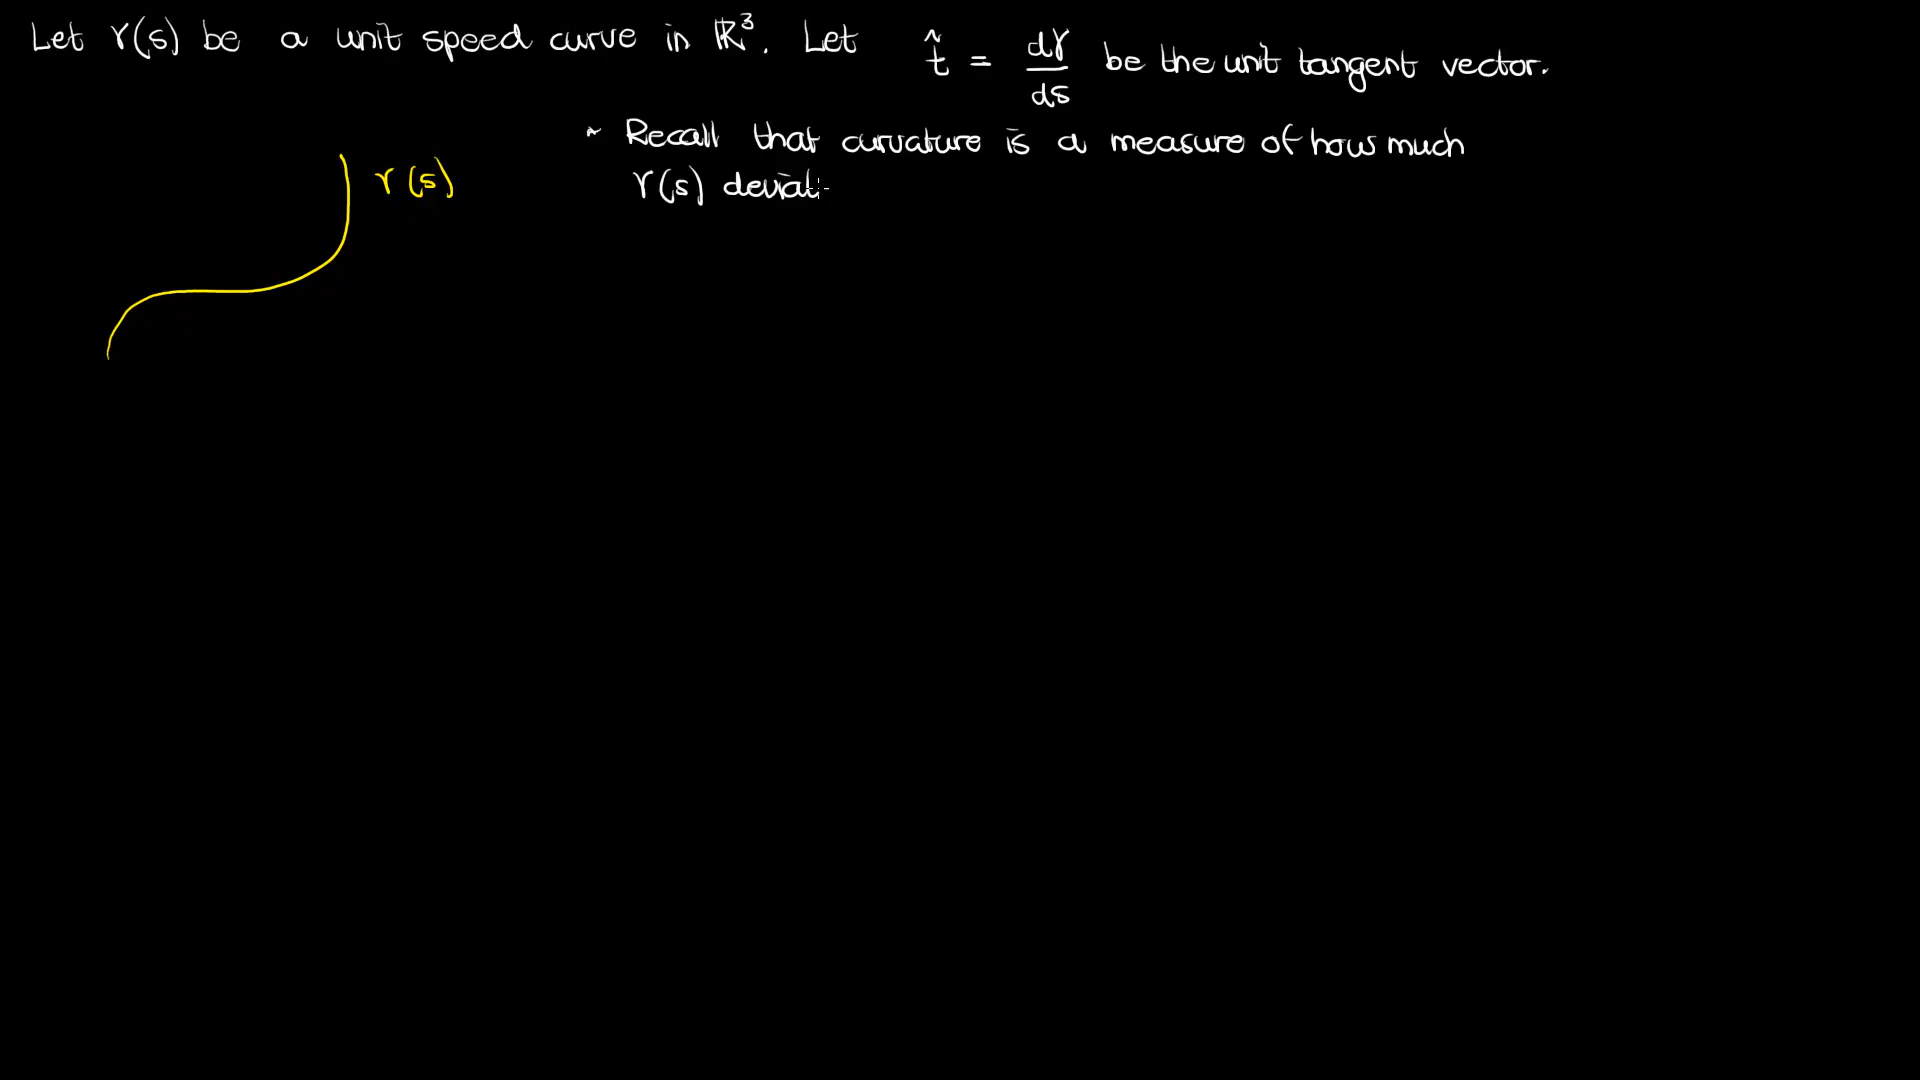 Let γ(s) be a unit speed curve in ℝ³. Let t̂ = dγ/ds be the unit tangent vector.
~ Recall that curvature is a measure of how much
γ(s)
γ(s) deviat